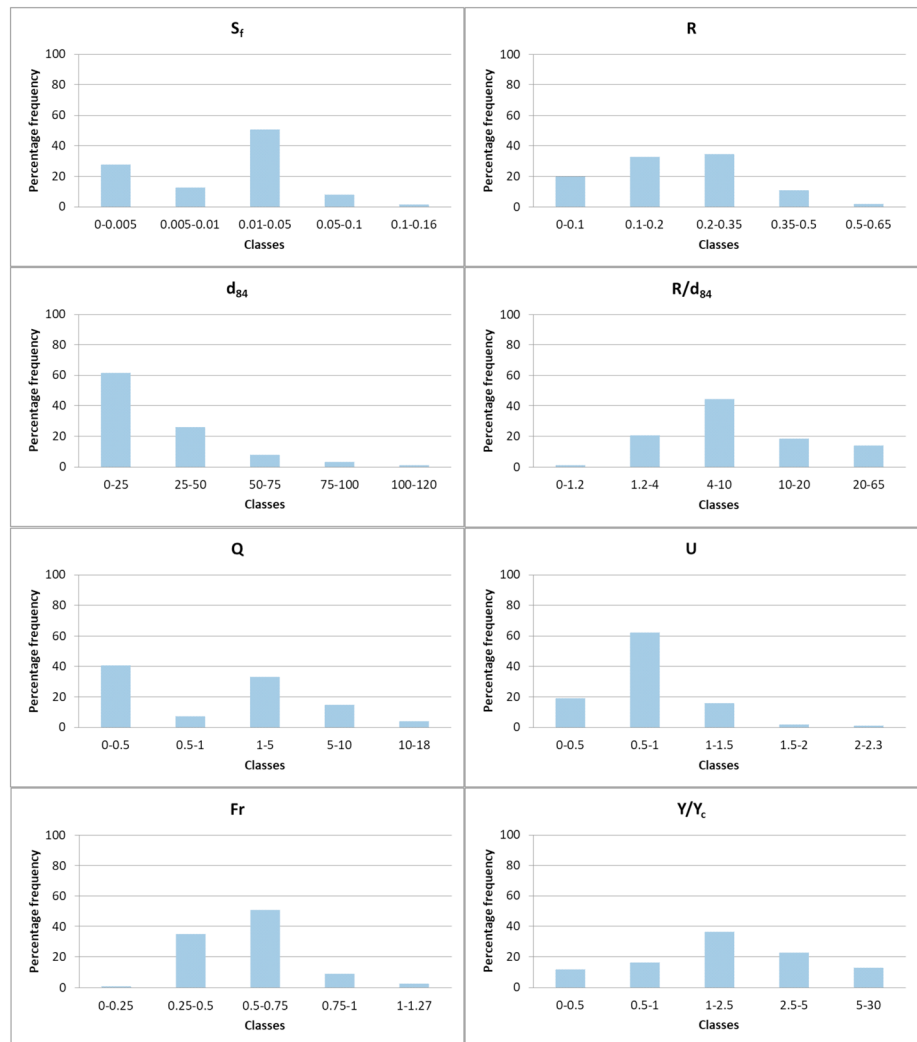 S_f
Percentage frequency
100
80
60
40
20
0
0-0.005 0.005-0.01 0.01-0.05 0.05-0.1 0.1-0.16
Classes
R
Percentage frequency
100
80
60
40
20
0
0-0.1 0.1-0.2 0.2-0.35 0.35-0.5 0.5-0.65
Classes
d_84
Percentage frequency
100
80
60
40
20
0
0-25 25-50 50-75 75-100 100-120
Classes
R/d_84
Percentage frequency
100
80
60
40
20
0
0-1.2 1.2-4 4-10 10-20 20-65
Classes
Q
Percentage frequency
100
80
60
40
20
0
0-0.5 0.5-1 1-5 5-10 10-18
Classes
U
Percentage frequency
100
80
60
40
20
0
0-0.5 0.5-1 1-1.5 1.5-2 2-2.3
Classes
Fr
Percentage frequency
100
80
60
40
20
0
0-0.25 0.25-0.5 0.5-0.75 0.75-1 1-1.27
Classes
Y/Y_c
Percentage frequency
100
80
60
40
20
0
0-0.5 0.5-1 1-2.5 2.5-5 5-30
Classes